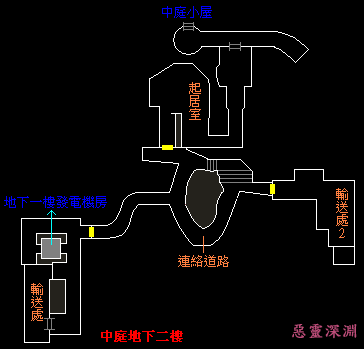 中庭小屋
起居室
地下一樓發電機房
輸送處2
連絡道路
輸送處
中庭地下二樓
惡靈深淵